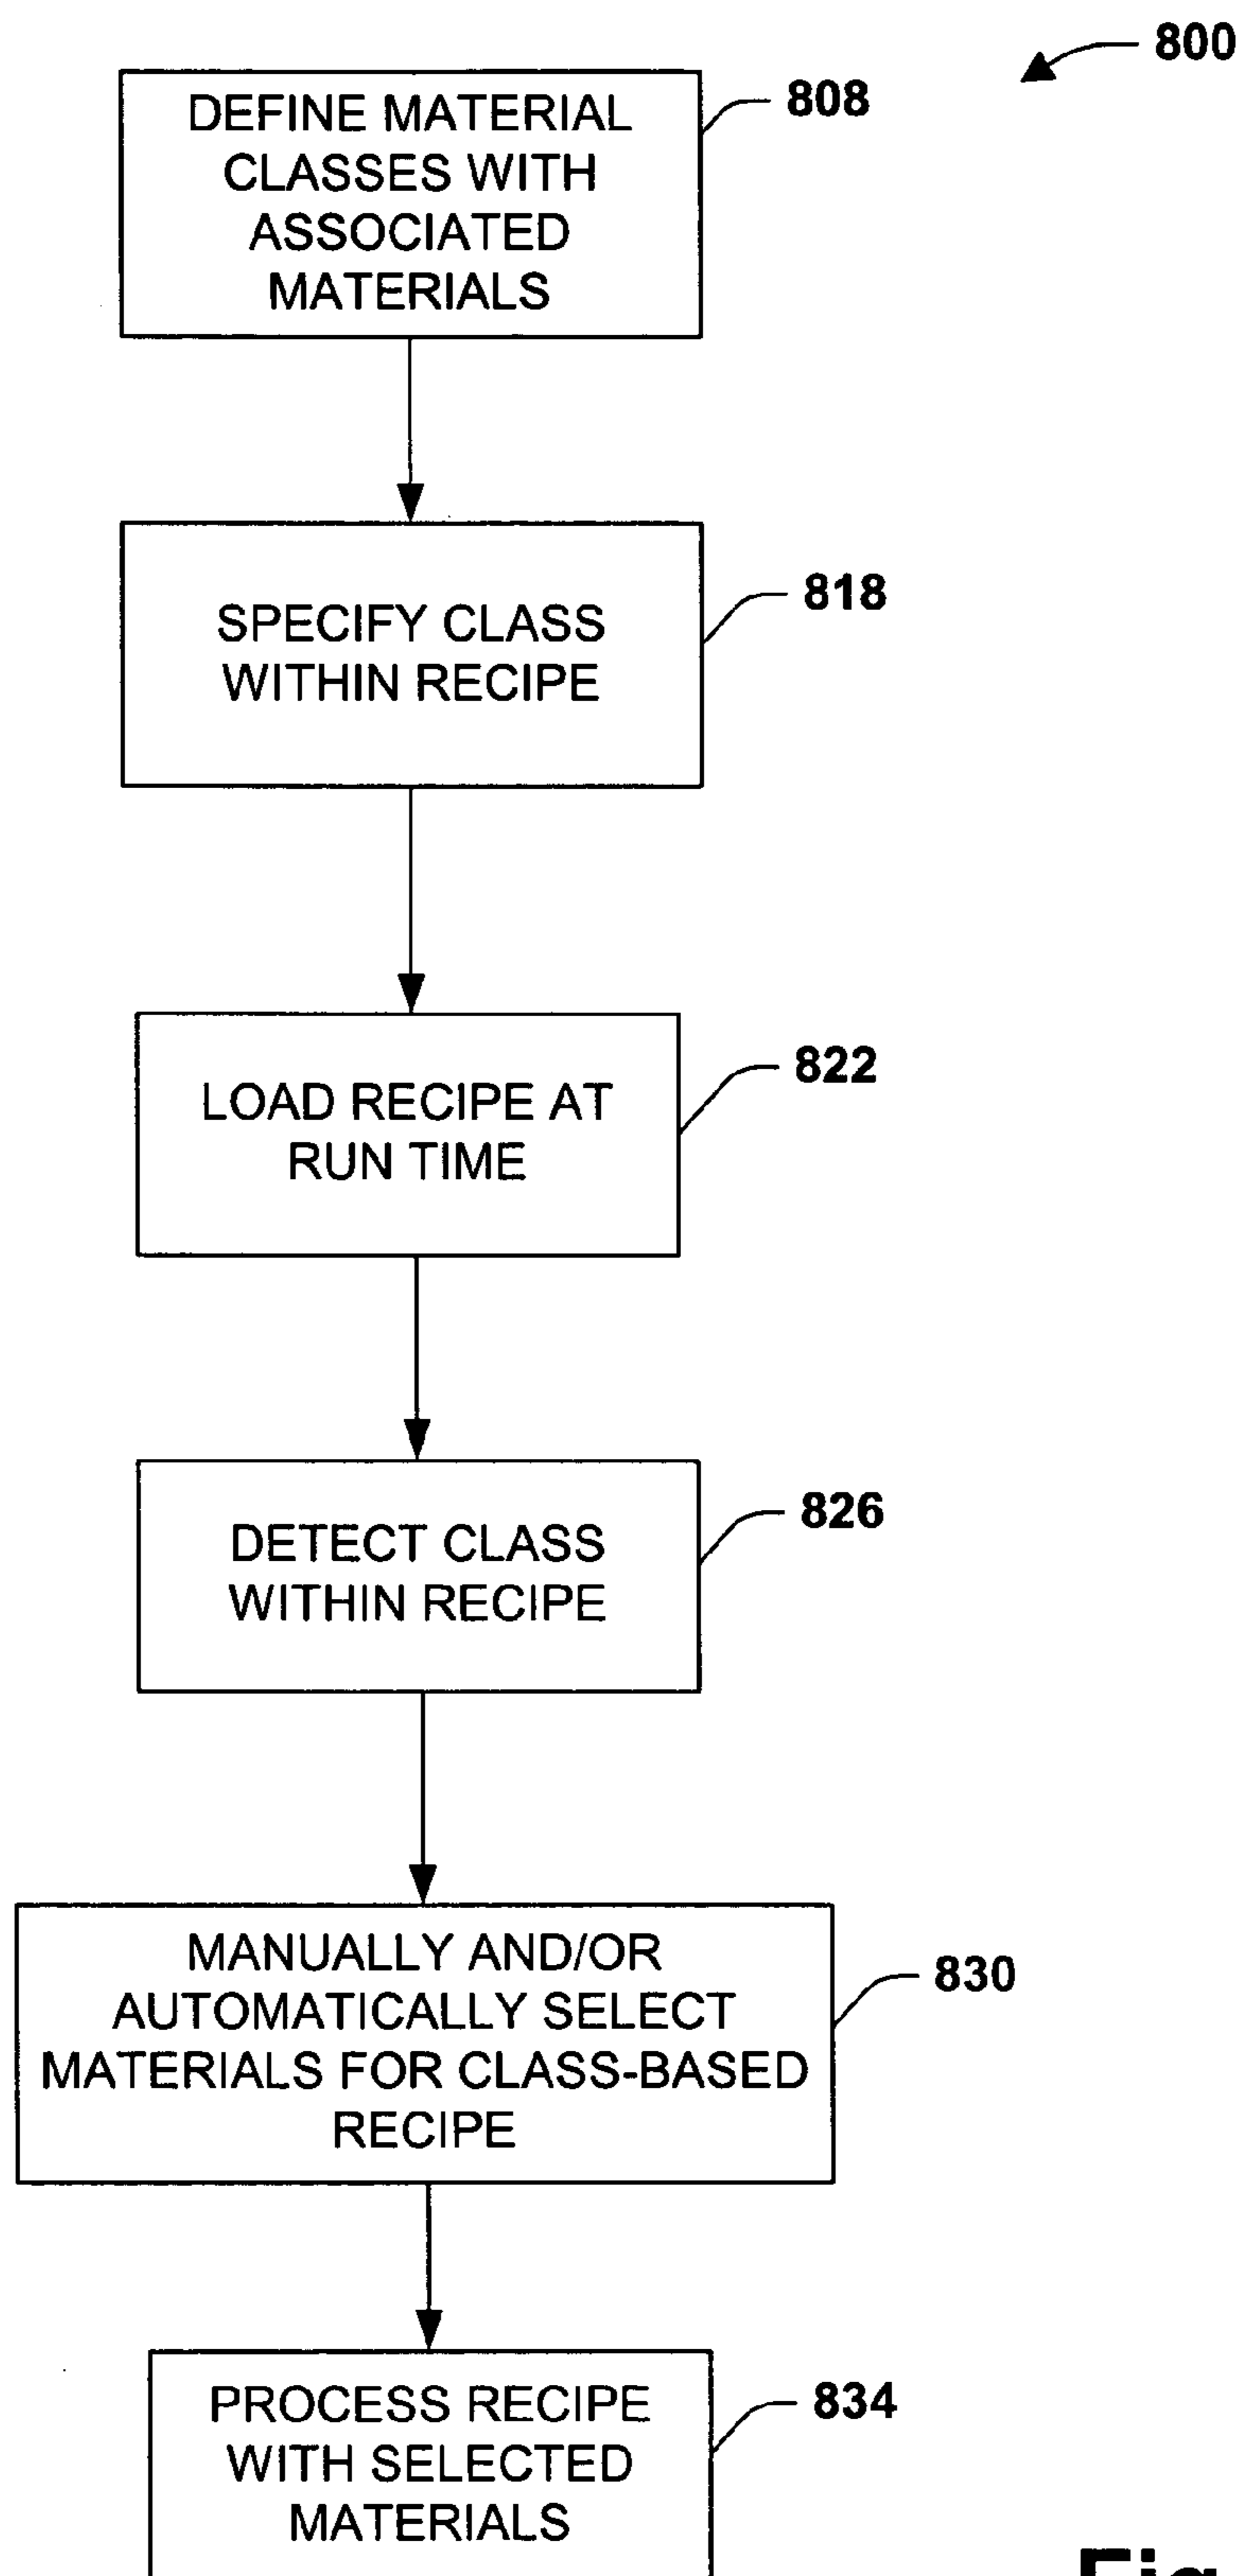 800
DEFINE MATERIAL
CLASSES WITH
ASSOCIATED
MATERIALS
808
SPECIFY CLASS
WITHIN RECIPE
818
LOAD RECIPE AT
RUN TIME
822
DETECT CLASS
WITHIN RECIPE
826
MANUALLY AND/OR
AUTOMATICALLY SELECT
MATERIALS FOR CLASS-BASED
RECIPE
830
PROCESS RECIPE
WITH SELECTED
MATERIALS
834